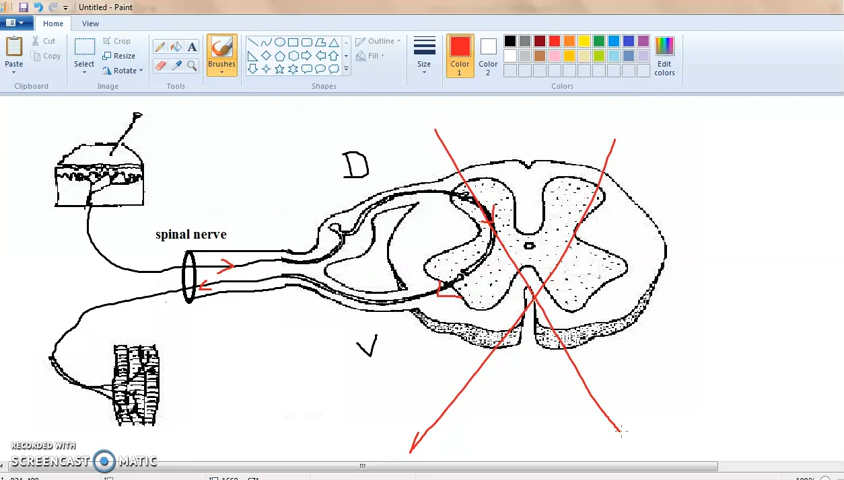 Untitled - Paint
Home
View
Paste
Cut
Copy
Clipboard
Select
Crop
Resize
Rotate
Image
A
Tools
Brushes
Outline
Fill
Shapes
Size
Color
1
Color
2
Edit
colors
Colors
D
spinal nerve
V
RECORDED WITH
SCREENCAST MATIC
100%